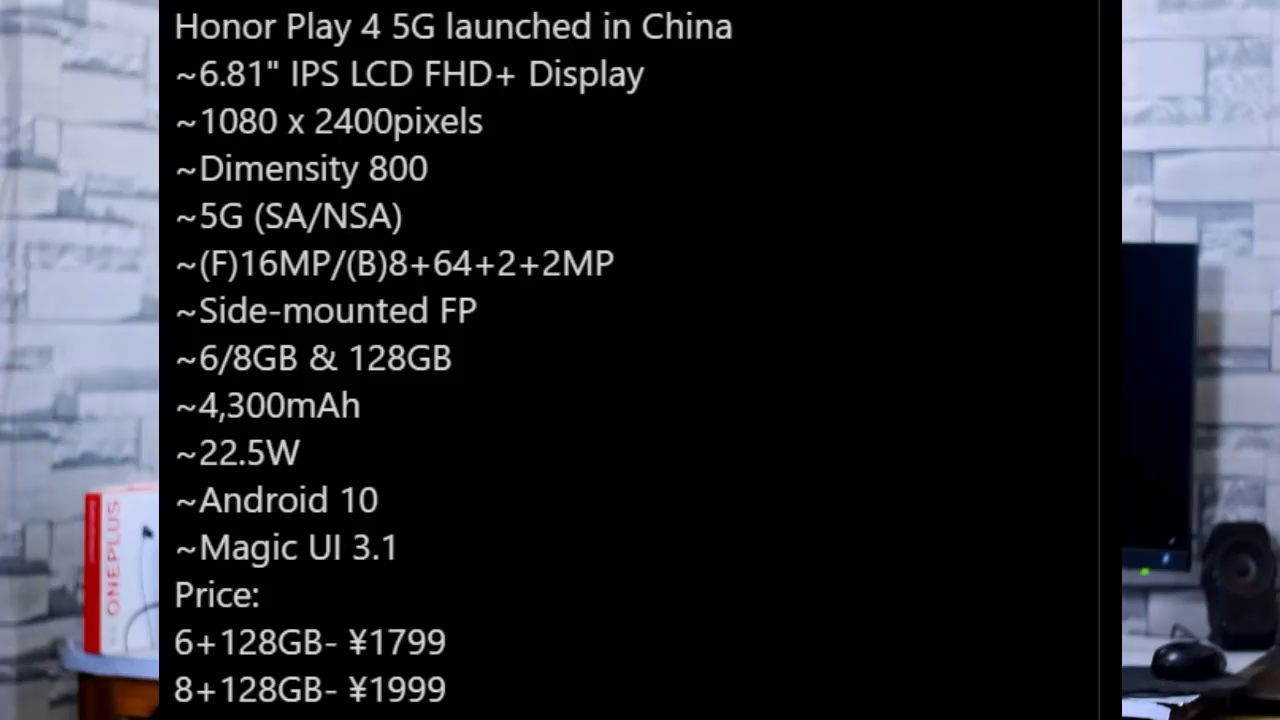 Honor Play 4 5G launched in China
~6.81" IPS LCD FHD+ Display
~1080 x 2400pixels
~Dimensity 800
~5G (SA/NSA)
~(F)16MP/(B)8+64+2+2MP
~Side-mounted FP
~6/8GB & 128GB
~4,300mAh
~22.5W
~Android 10
~Magic UI 3.1
Price:
6+128GB- ¥1799
8+128GB- ¥1999
ONEPLUS